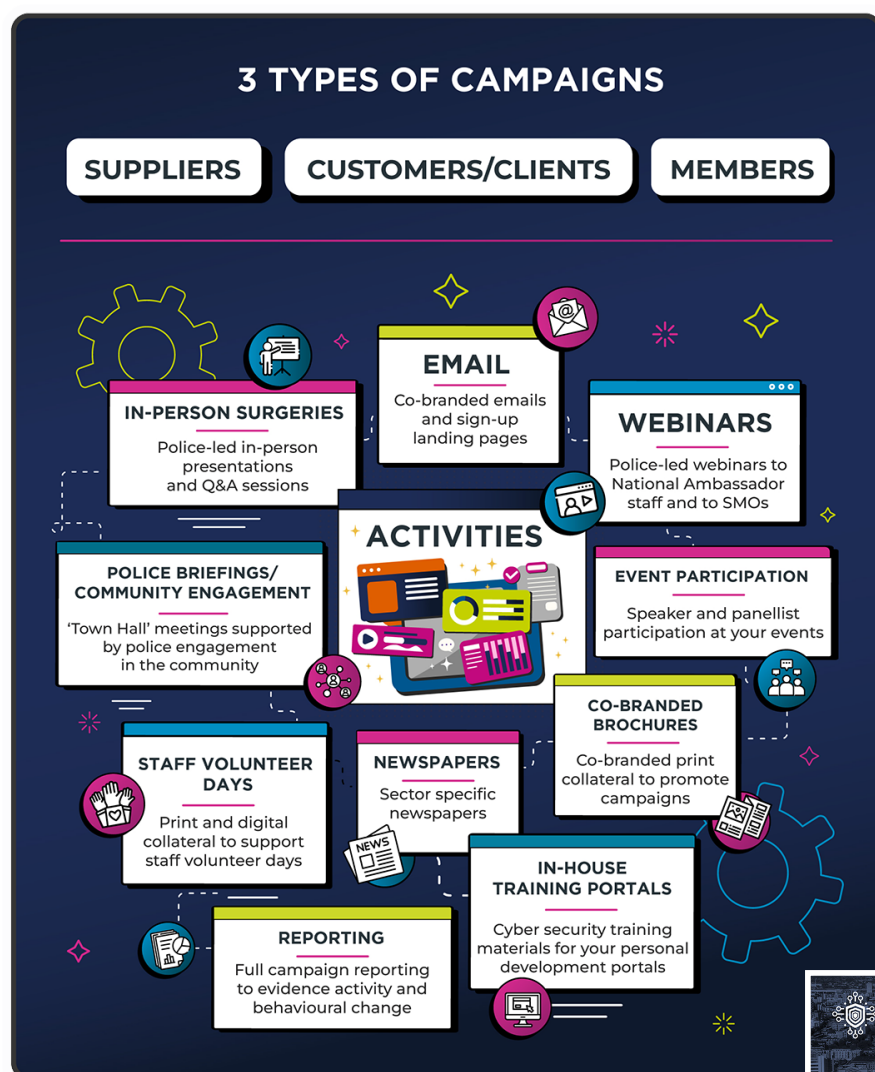 3 TYPES OF CAMPAIGNS
SUPPLIERS
CUSTOMERS/CLIENTS
MEMBERS
EMAIL
Co-branded emails
and sign-up
landing pages
IN-PERSON SURGERIES
Police-led in-person
presentations
and Q&A sessions
WEBINARS
Police-led webinars to
National Ambassador
staff and to SMOs
ACTIVITIES
POLICE BRIEFINGS/
COMMUNITY ENGAGEMENT
‘Town Hall’ meetings supported
by police engagement
in the community
EVENT PARTICIPATION
Speaker and panellist
participation at your events
CO-BRANDED
BROCHURES
Co-branded print
collateral to promote
campaigns
STAFF VOLUNTEER
DAYS
Print and digital
collateral to support
staff volunteer days
NEWSPAPERS
Sector specific
newspapers
NEWS
IN-HOUSE
TRAINING PORTALS
Cyber security training
materials for your personal
development portals
REPORTING
Full campaign reporting
to evidence activity and
behavioural change